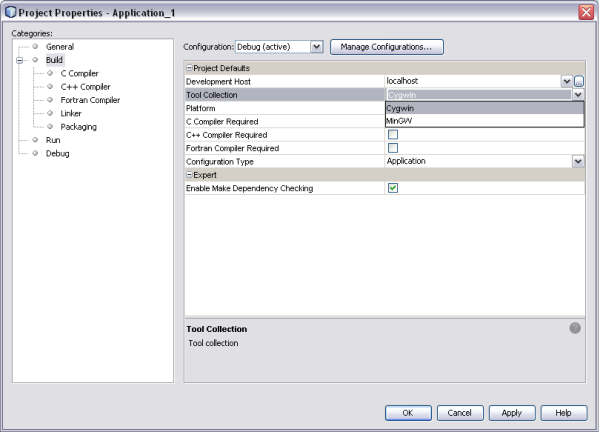 Project Properties - Application_1
Categories:
General
Build
C Compiler
C++ Compiler
Fortran Compiler
Linker
Packaging
Run
Debug
Configuration: Debug (active) Manage Configurations...
Project Defaults
Development Host localhost ...
Tool Collection Cygwin
Platform Cygwin
C Compiler Required MinGW
C++ Compiler Required
Fortran Compiler Required
Configuration Type Application
Expert
Enable Make Dependency Checking
Tool Collection ?
Tool collection
OK Cancel Apply Help